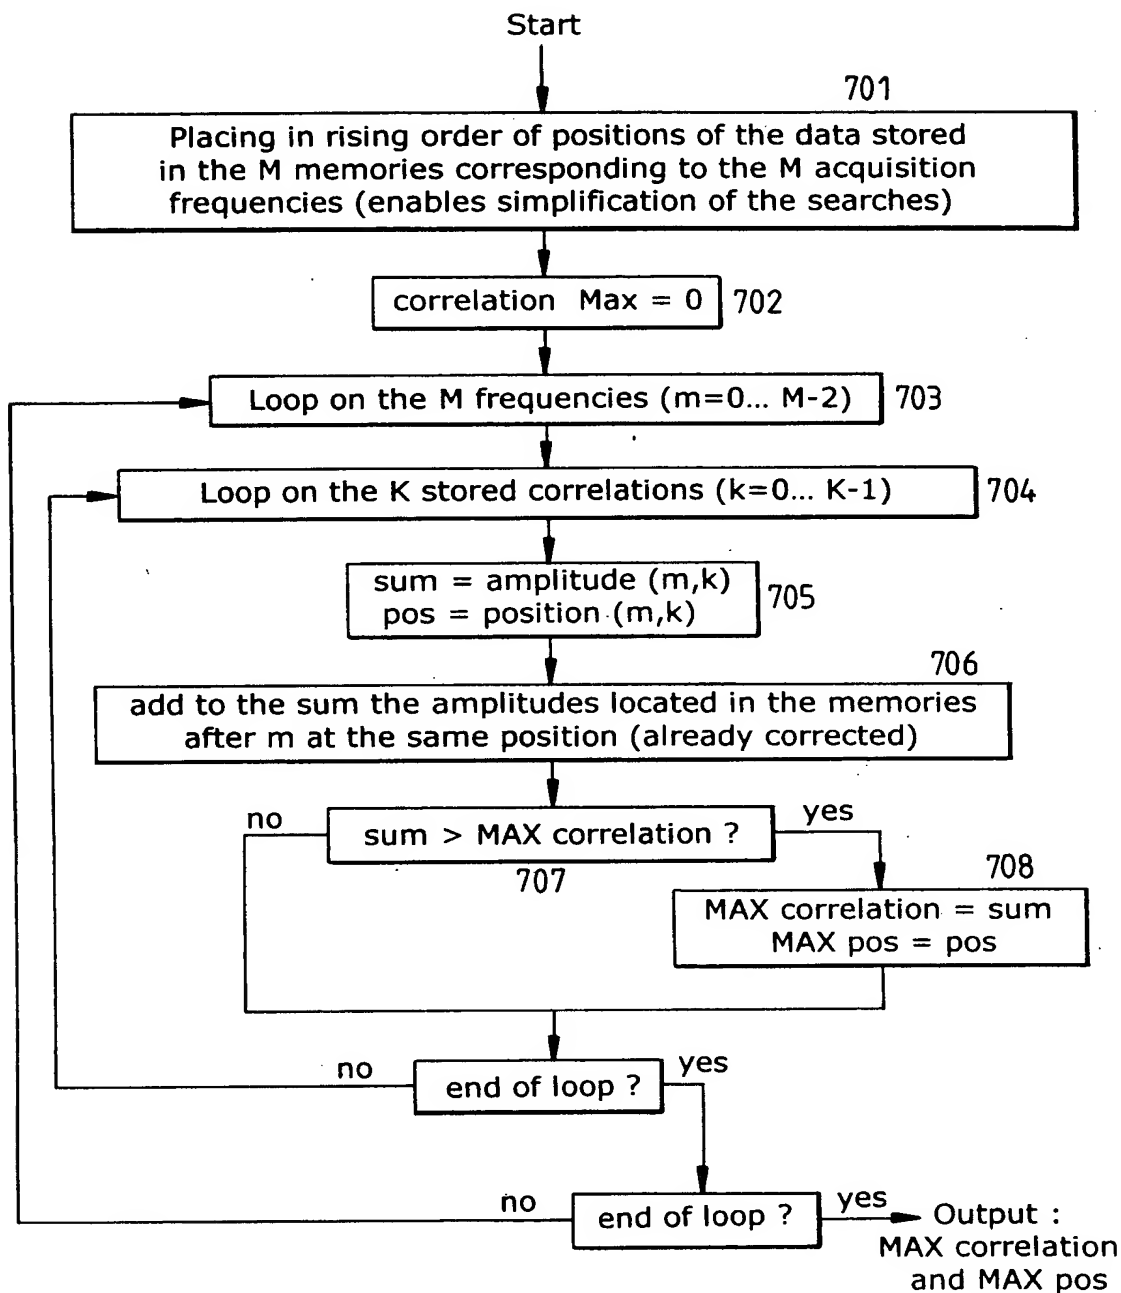 Start
701
Placing in rising order of positions of the data stored
in the M memories corresponding to the M acquisition
frequencies (enables simplification of the searches)
correlation Max = 0
702
Loop on the M frequencies (m=0... M-2)
703
Loop on the K stored correlations (k=0... K-1)
704
sum = amplitude (m,k)
pos = position (m,k)
705
706
add to the sum the amplitudes located in the memories
after m at the same position (already corrected)
no
sum > MAX correlation ?
yes
707
708
MAX correlation = sum
MAX pos = pos
no
end of loop ?
yes
no
end of loop ?
yes
Output :
MAX correlation
and MAX pos